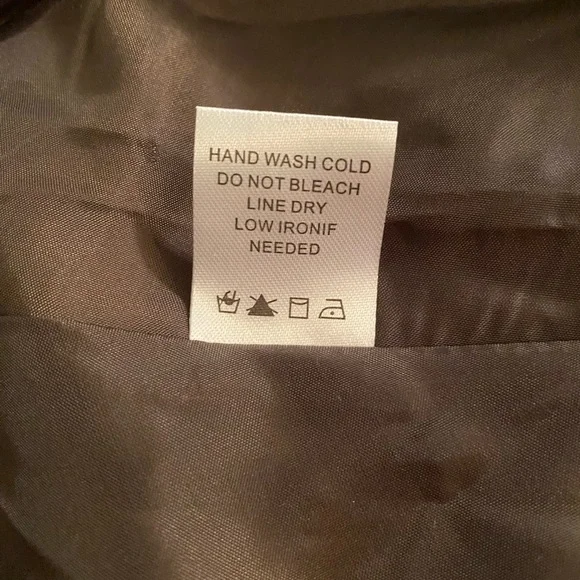 HAND WASH COLD
DO NOT BLEACH
LINE DRY
LOW IRONIF
NEEDED